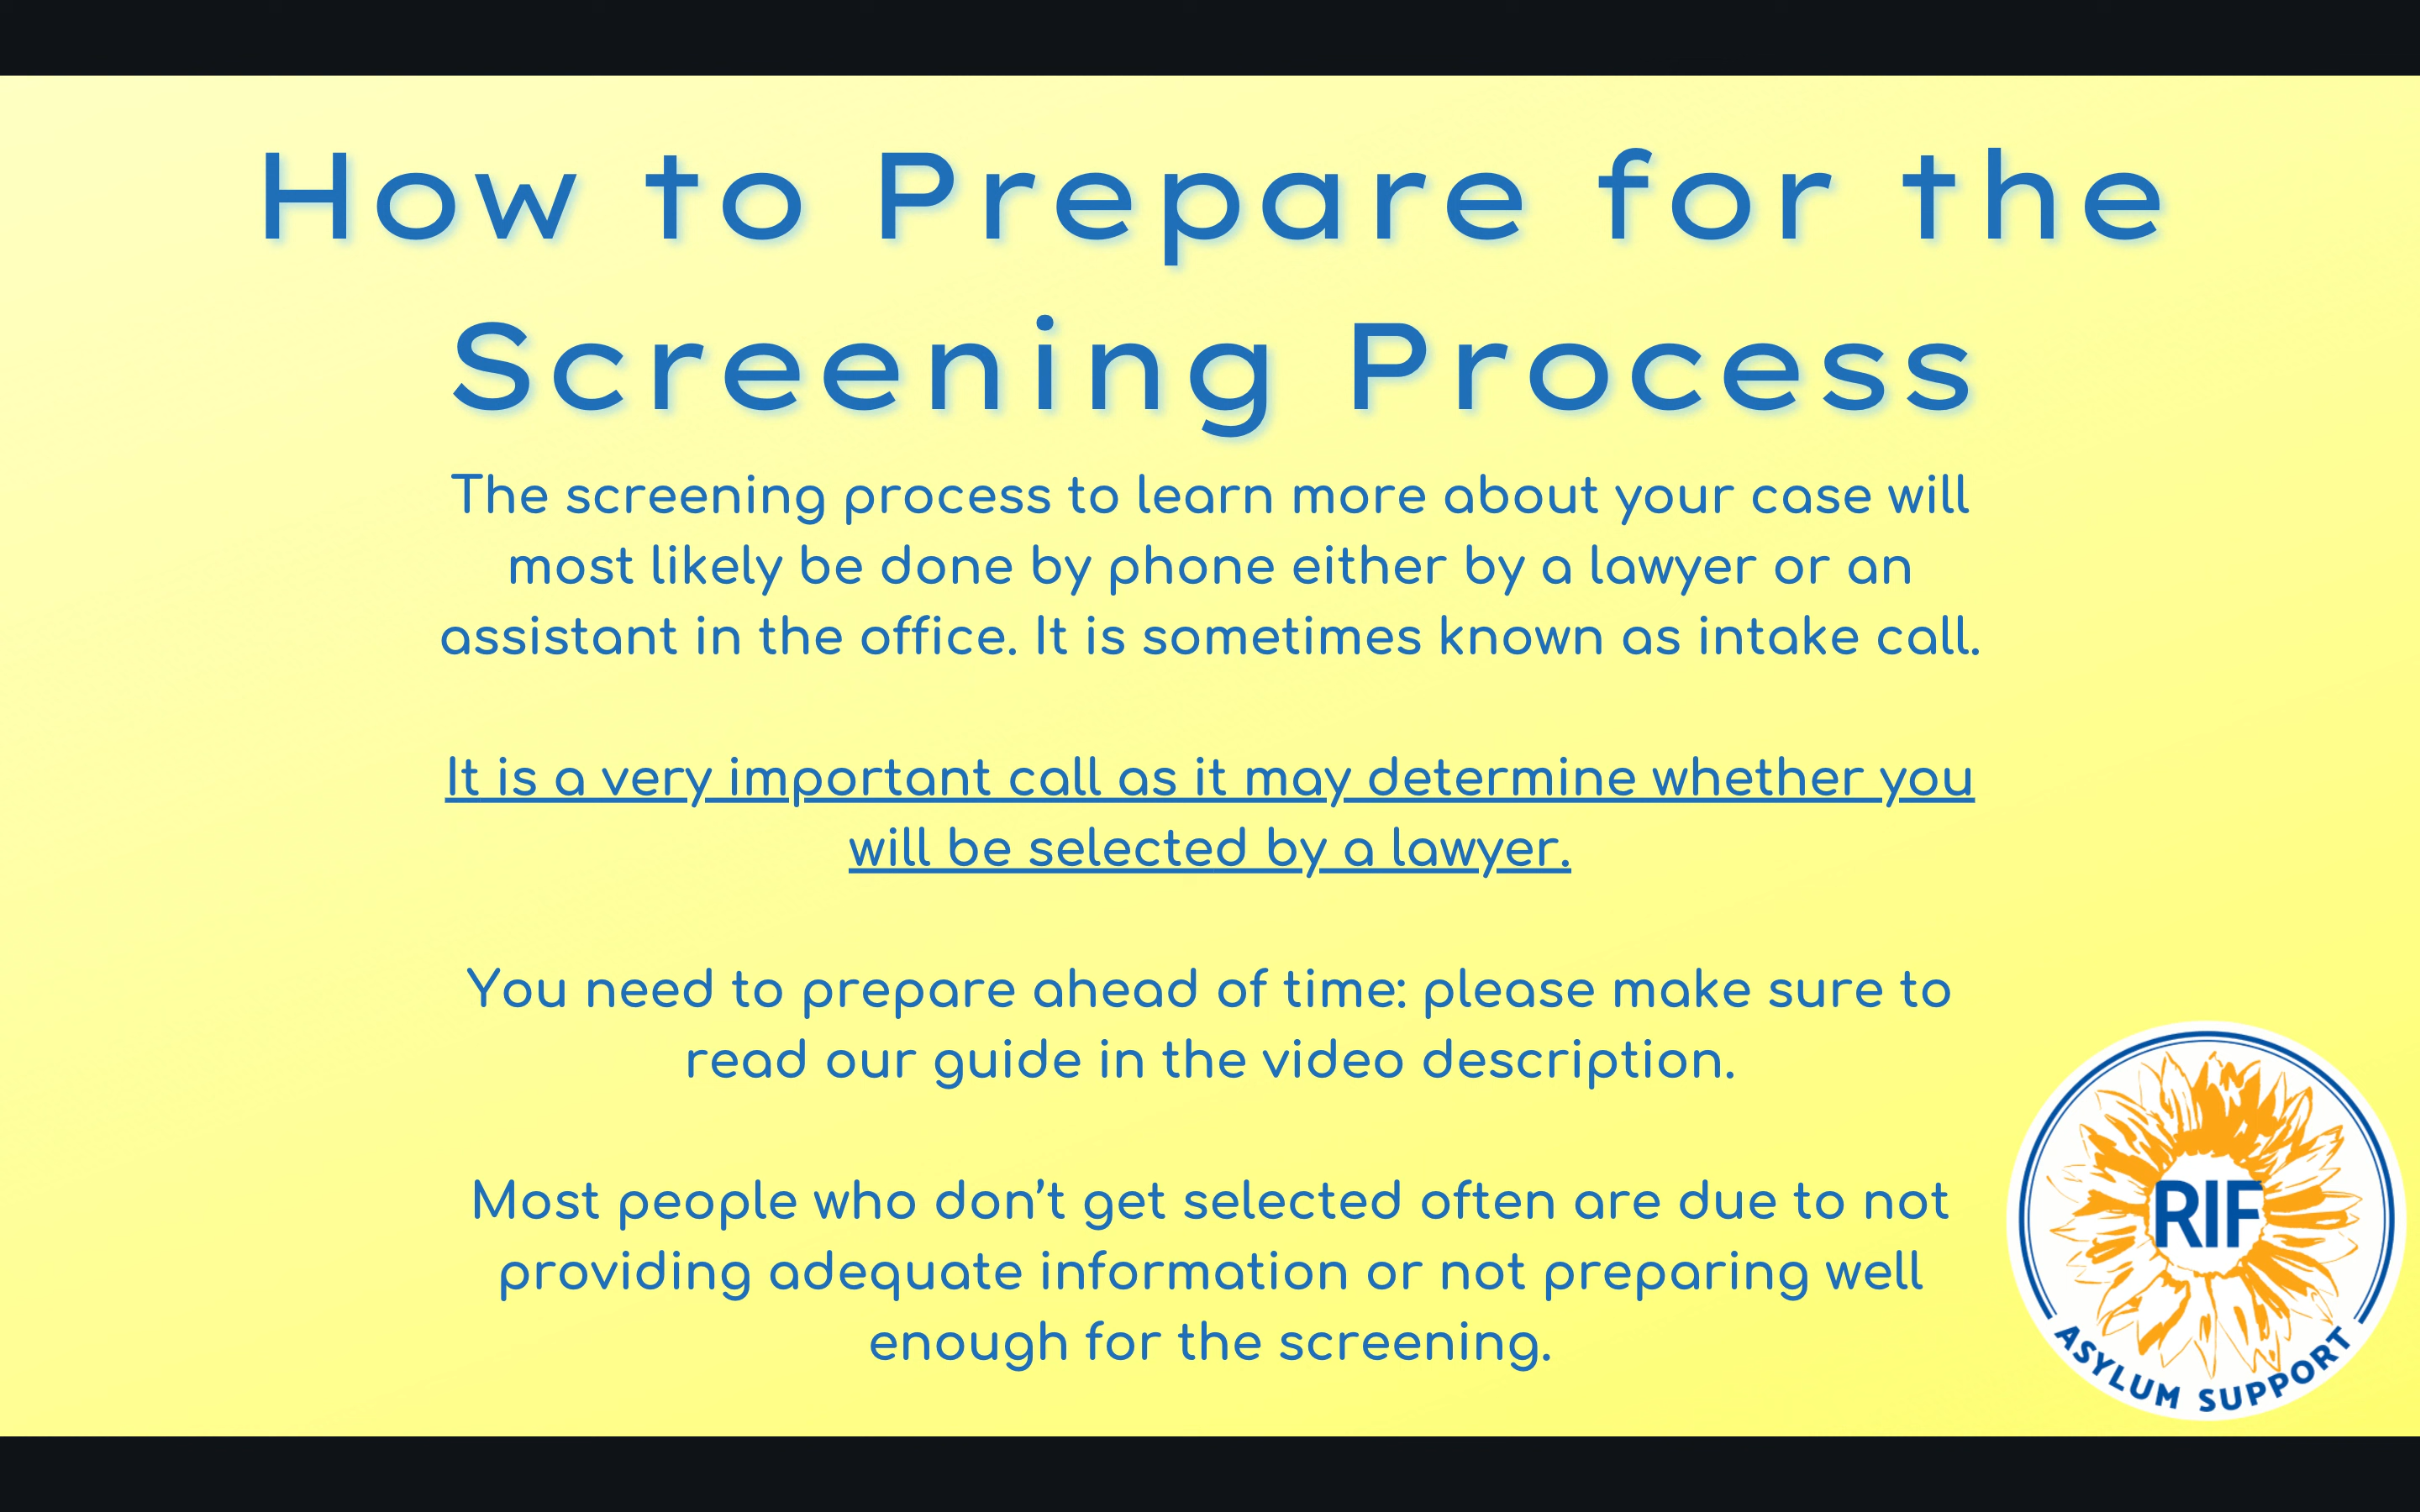 How to Prepare for the
Screening Process
The screening process to learn more about your case will
most likely be done by phone either by a lawyer or an
assistant in the office. It is sometimes known as intake call.
It is a very important call as it may determine whether you
will be selected by a lawyer.
You need to prepare ahead of time: please make sure to
read our guide in the video description.
Most people who don’t get selected often are due to not
providing adequate information or not preparing well
enough for the screening.
RIF
ASYLUM SUPPORT